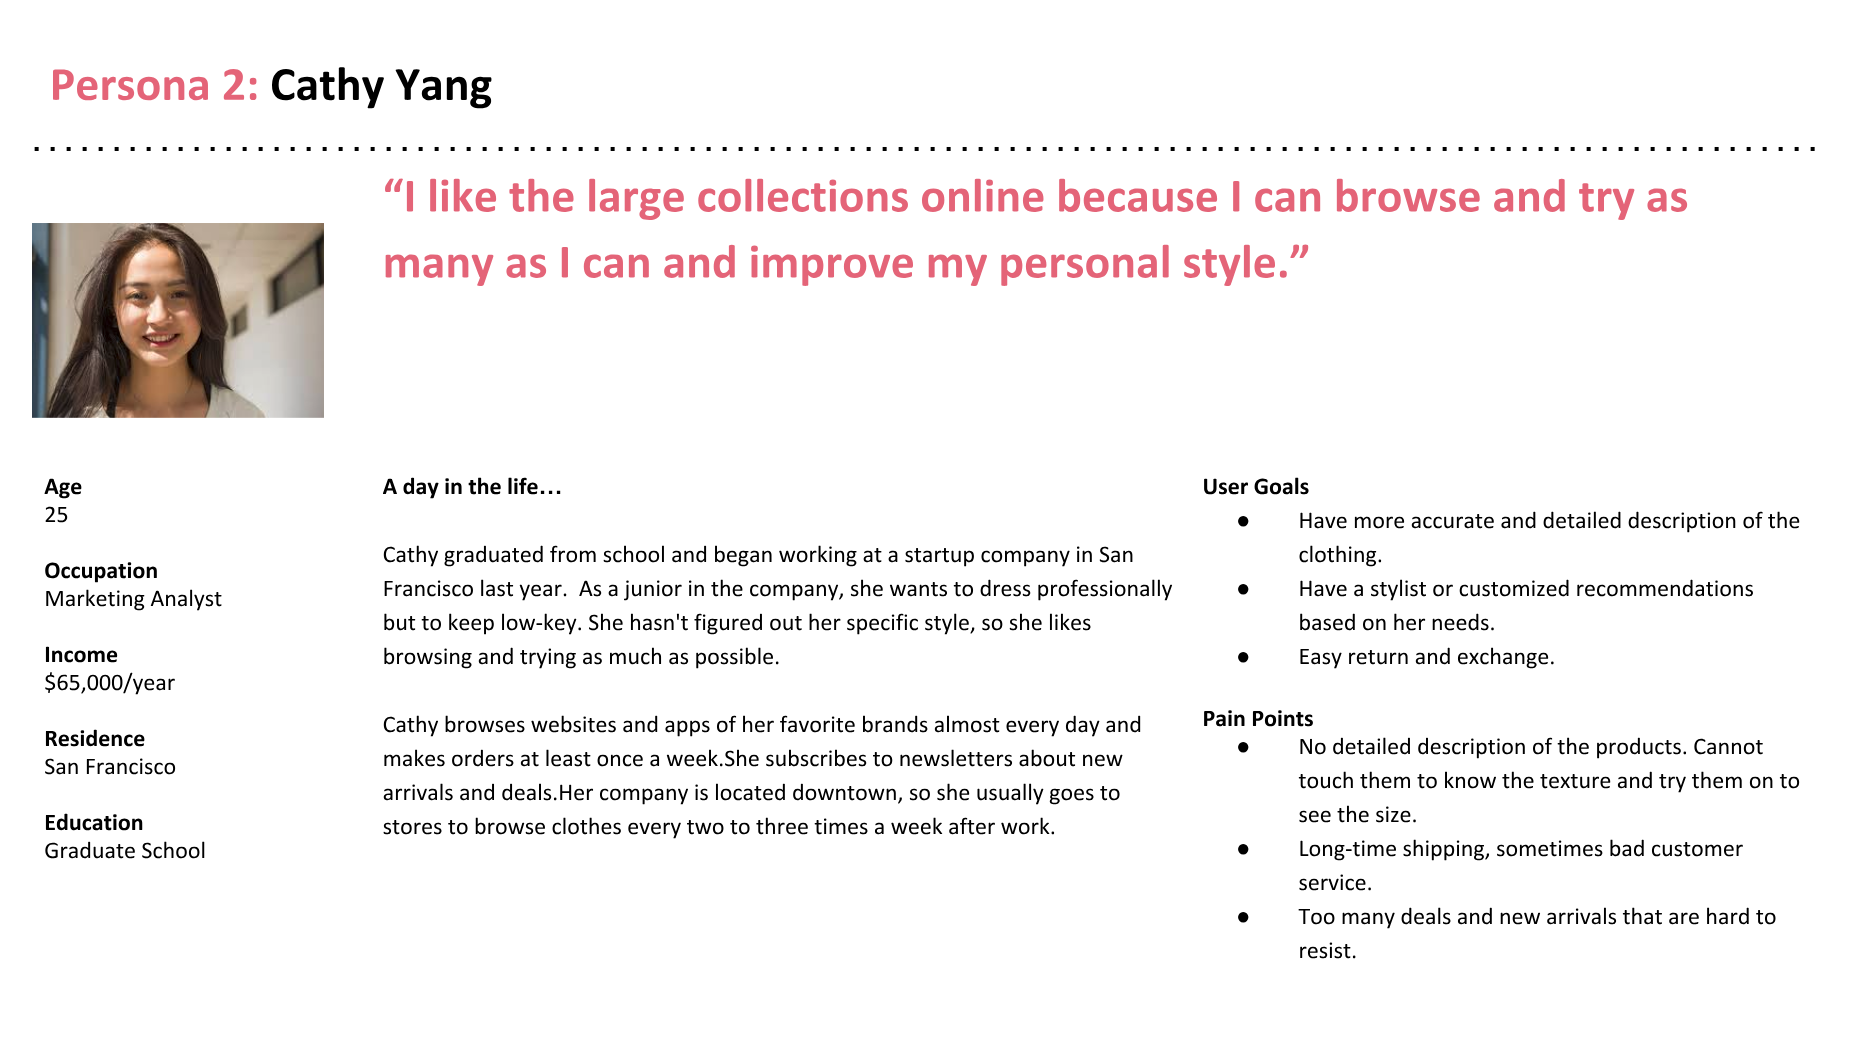 Persona 2: Cathy Yang
“I like the large collections online because I can browse and try as
many as I can and improve my personal style.”
Age
25
Occupation
Marketing Analyst
Income
$65,000/year
Residence
San Francisco
Education
Graduate School
A day in the life…
Cathy graduated from school and began working at a startup company in San
Francisco last year.  As a junior in the company, she wants to dress professionally
but to keep low-key. She hasn't figured out her specific style, so she likes
browsing and trying as much as possible.
Cathy browses websites and apps of her favorite brands almost every day and
makes orders at least once a week.She subscribes to newsletters about new
arrivals and deals.Her company is located downtown, so she usually goes to
stores to browse clothes every two to three times a week after work.
User Goals
● Have more accurate and detailed description of the
clothing.
● Have a stylist or customized recommendations
based on her needs.
● Easy return and exchange.
Pain Points
● No detailed description of the products. Cannot
touch them to know the texture and try them on to
see the size.
● Long-time shipping, sometimes bad customer
service.
● Too many deals and new arrivals that are hard to
resist.